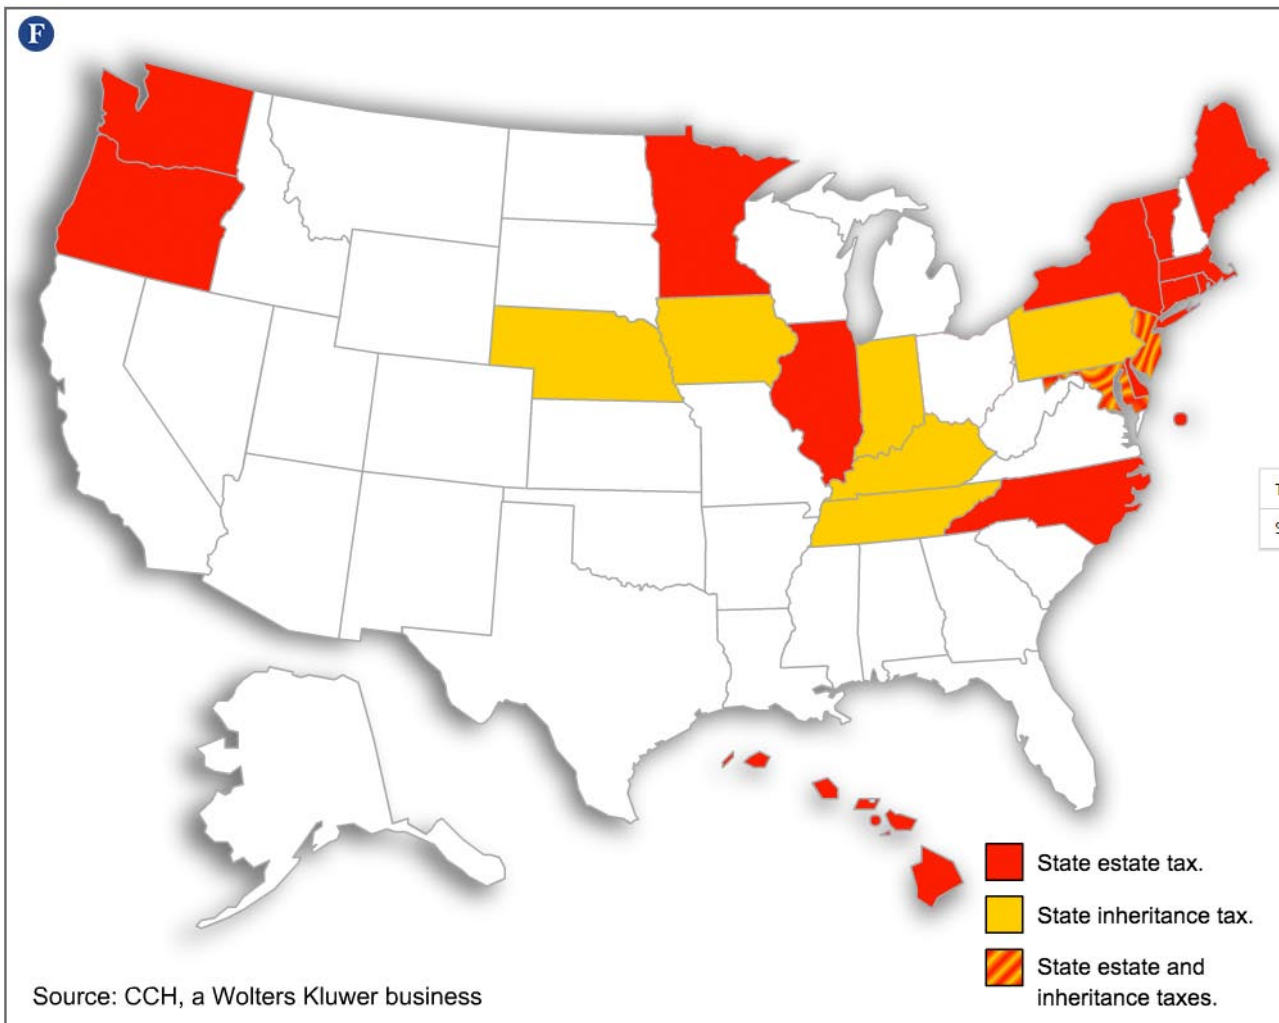 F
T
S
State estate tax.
State inheritance tax.
State estate and
inheritance taxes.
Source: CCH, a Wolters Kluwer business